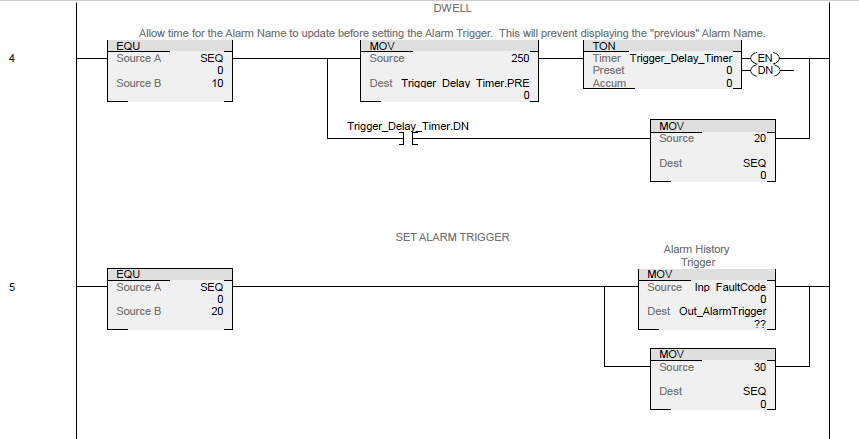 DWELL
Allow time for the Alarm Name to update before setting the Alarm Trigger. This will prevent displaying the "previous" Alarm Name.
4
EQU
Source A SEQ
0
Source B 10
MOV
Source 250
Dest Trigger_Delay_Timer.PRE
0
TON
Timer Trigger_Delay_Timer
Preset 0
Accum 0
EN
DN
Trigger_Delay_Timer.DN
MOV
Source 20
Dest SEQ
0
SET ALARM TRIGGER
Alarm History
Trigger
5
EQU
Source A SEQ
0
Source B 20
MOV
Source Inp_FaultCode
0
Dest Out_AlarmTrigger
??
MOV
Source 30
Dest SEQ
0